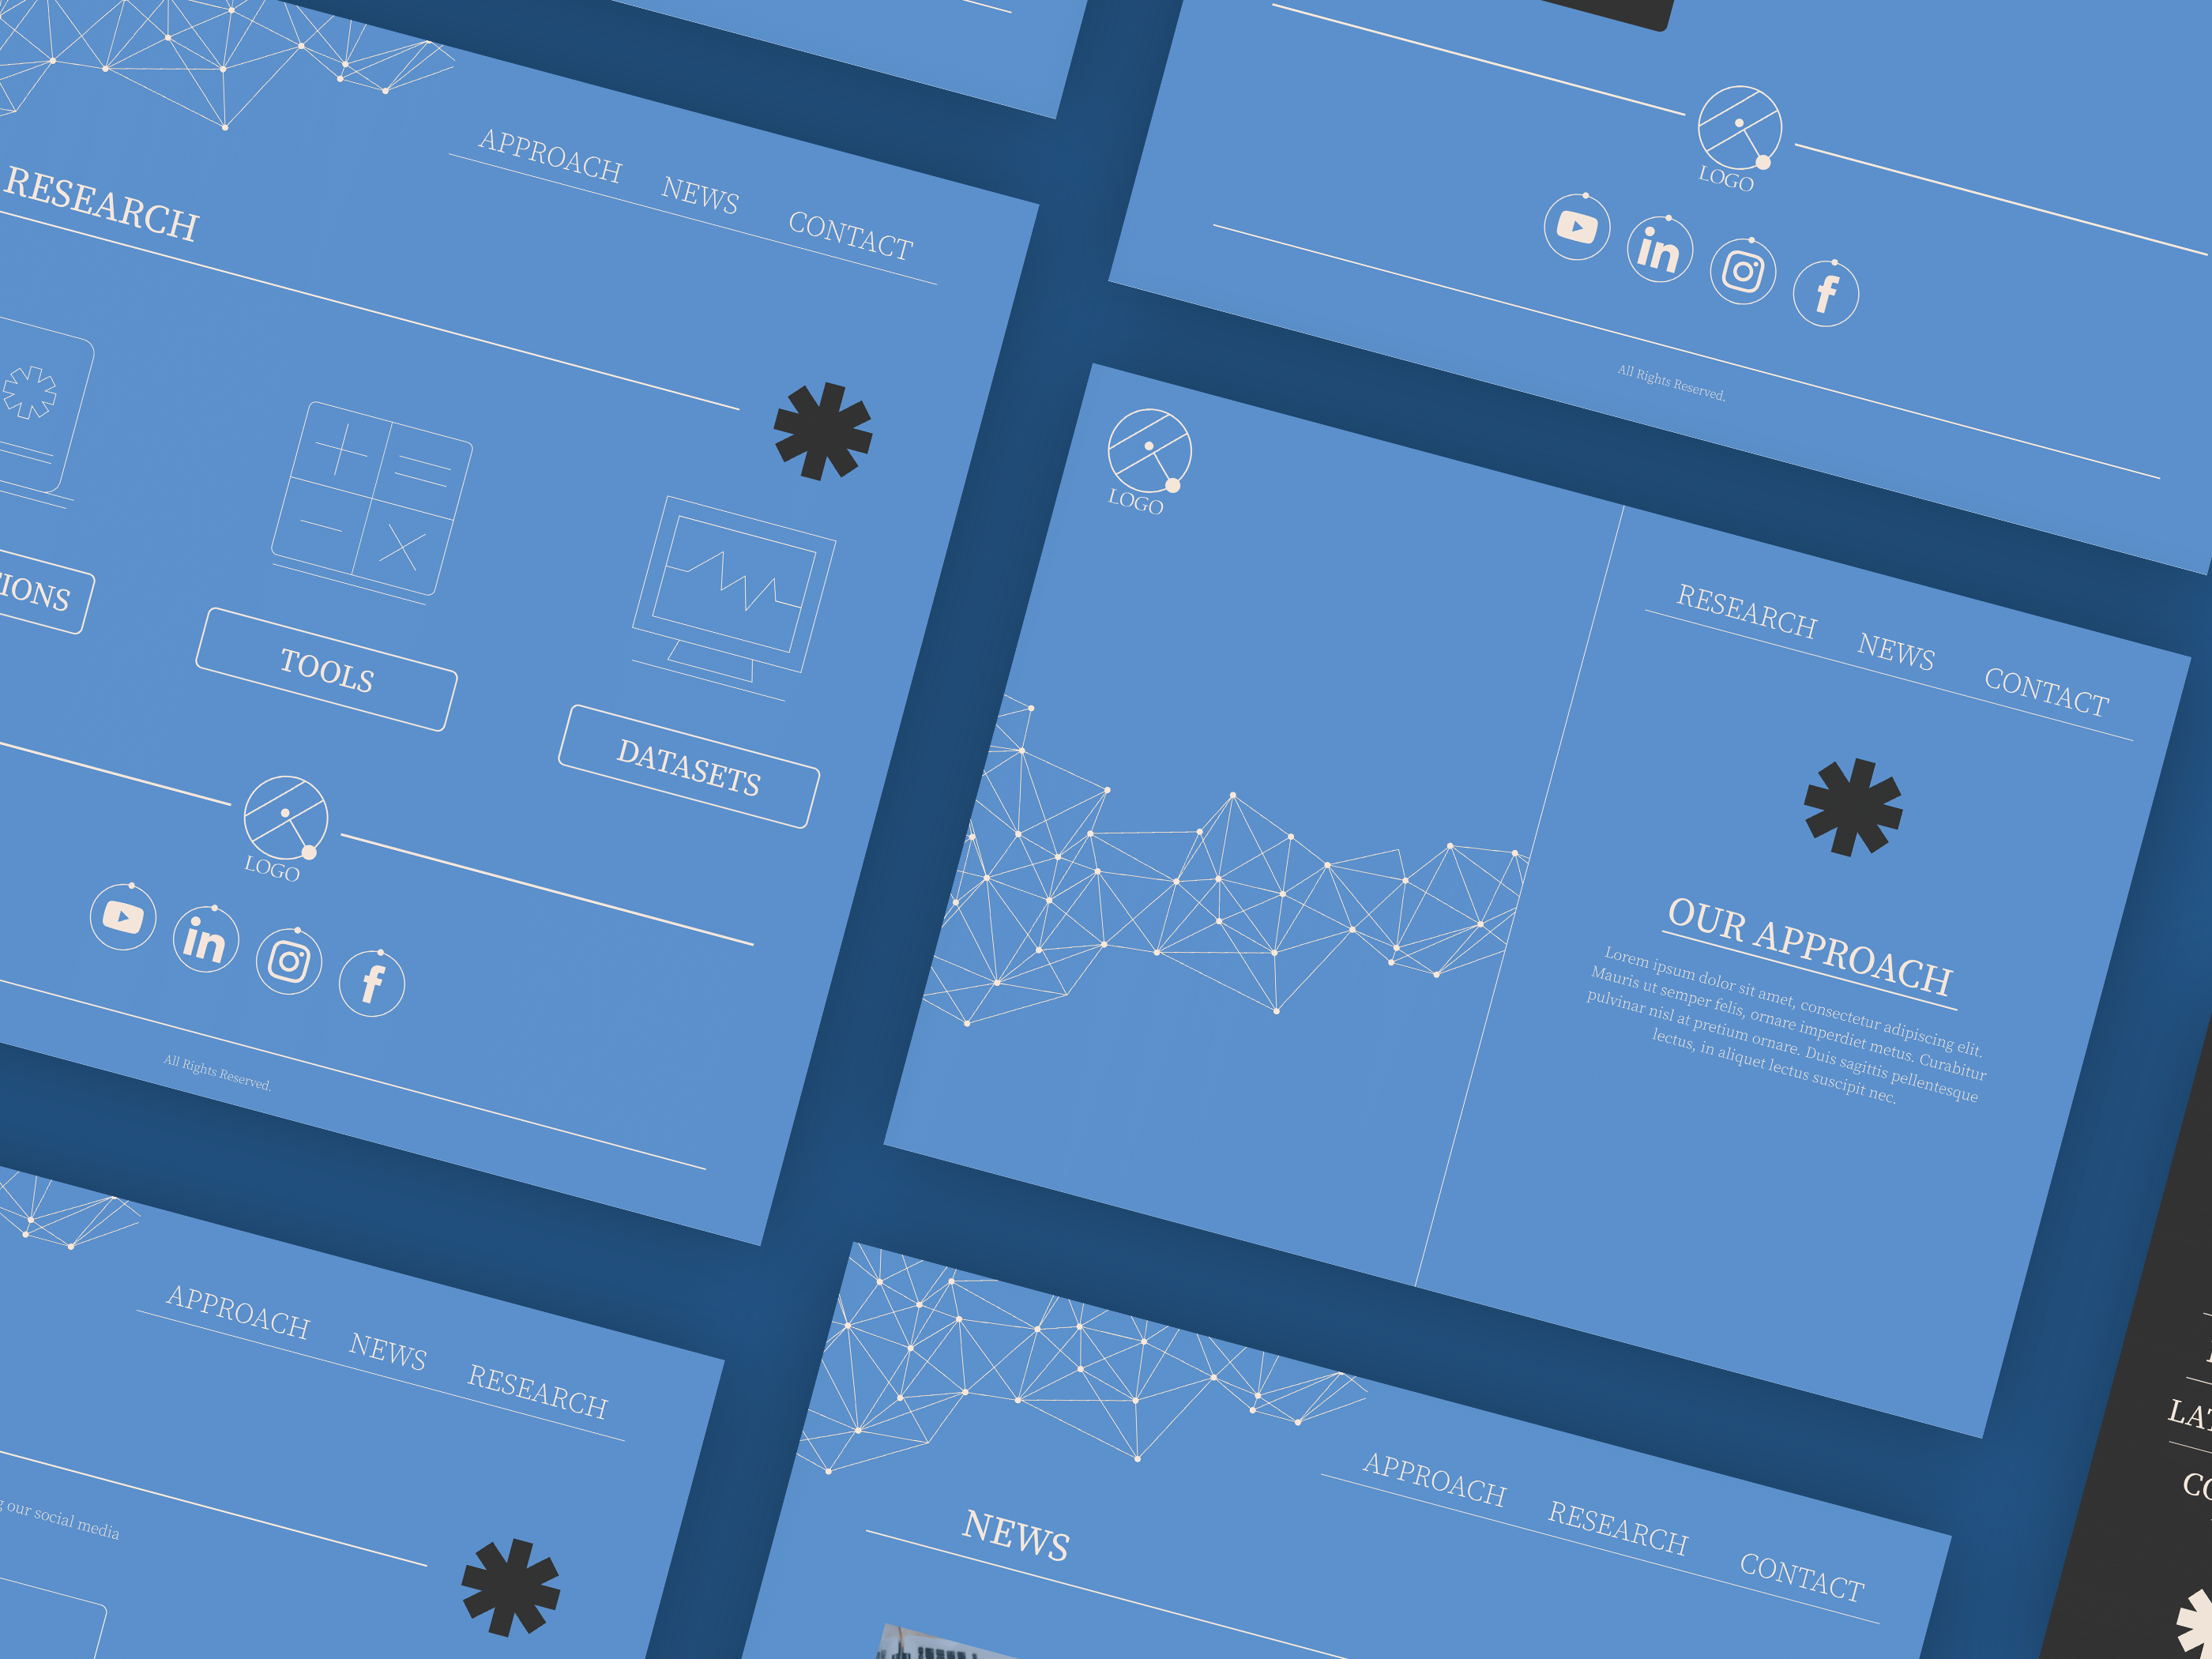 APPROACH NEWS CONTACT
RESEARCH
TOOLS
DATASETS
LOGO
All Rights Reserved.
LOGO
All Rights Reserved.
LOGO
RESEARCH NEWS CONTACT
OUR APPROACH
Lorem ipsum dolor sit amet, consectetur adipiscing elit.
Mauris ut semper felis, ornare imperdiet metus. Curabitur
pulvinar nisl at pretium ornare. Duis sagittis pellentesque
lectus, in aliquet lectus suscipit nec.
APPROACH NEWS RESEARCH
our social media
APPROACH RESEARCH CONTACT
NEWS